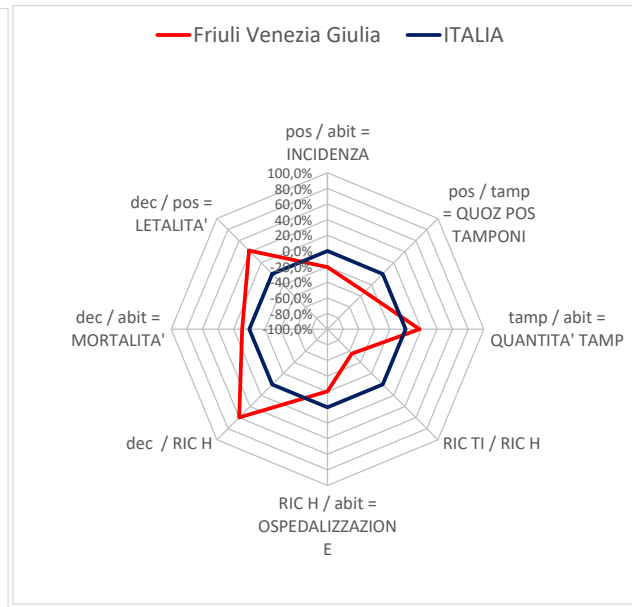 Friuli Venezia Giulia
ITALIA
pos / abit =
INCIDENZA
pos / tamp
= QUOZ POS
TAMPONI
tamp / abit =
QUANTITA' TAMP
RIC TI / RIC H
RIC H / abit =
OSPEDALIZZAZION
E
dec / RIC H
dec / abit =
MORTALITA'
dec / pos =
LETALITA'
100,0%
80,0%
60,0%
40,0%
20,0%
0,0%
-20,0%
-40,0%
-60,0%
-80,0%
-100,0%